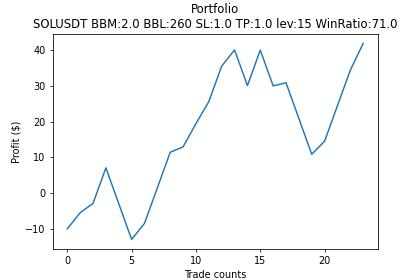 Portfolio
SOLUSDT BBM:2.0 BBL:260 SL:1.0 TP:1.0 lev:15 WinRatio:71.0
40
30
20
10
0
−10
Profit ($)
0
5
10
15
20
Trade counts